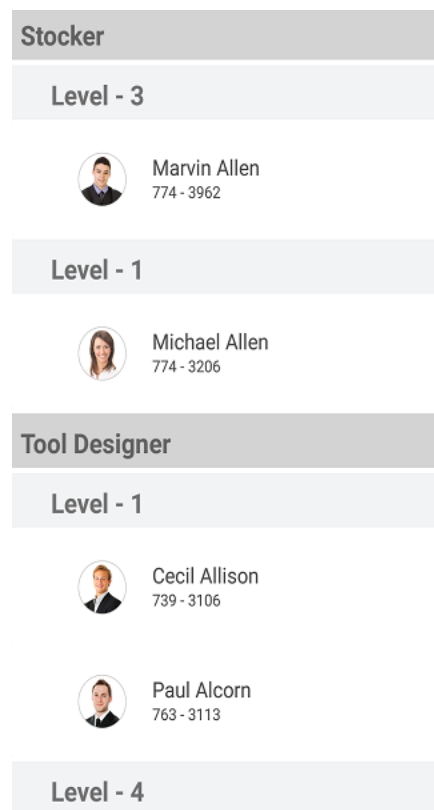 Stocker
Level - 3
Marvin Allen
774 - 3962
Level - 1
Michael Allen
774 - 3206
Tool Designer
Level - 1
Cecil Allison
739 - 3106
Paul Alcorn
763 - 3113
Level - 4